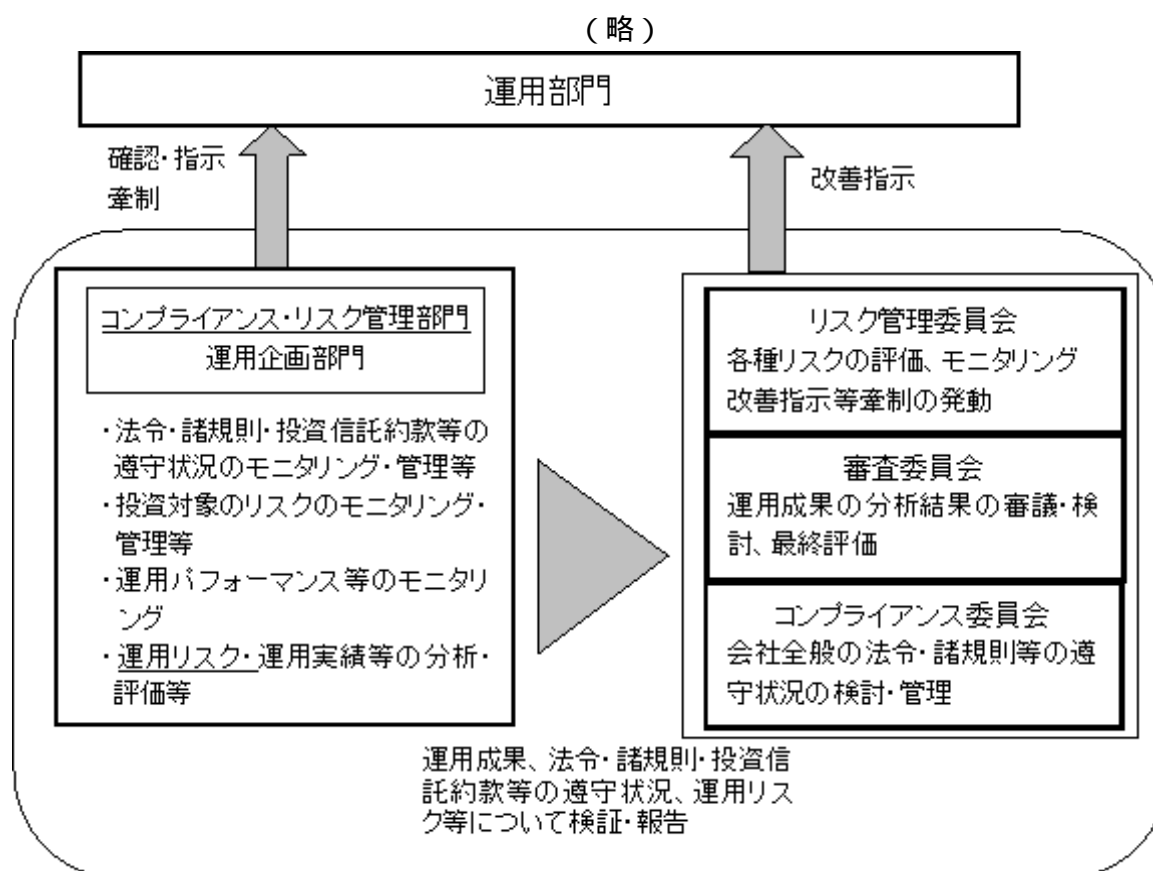 （略）
運用部門
確認・指示
牽制
改善指示
コンプライアンス・リスク管理部門
運用企画部門
・法令・諸規則・投資信託約款等の
遵守状況のモニタリング・管理等
・投資対象のリスクのモニタリング・
管理等
・運用パフォーマンス等のモニタリ
ング
・運用リスク・運用実績等の分析・
評価等
リスク管理委員会
各種リスクの評価、モニタリング
改善指示等牽制の発動
審査委員会
運用成果の分析結果の審議・検
討、最終評価
コンプライアンス委員会
会社全般の法令・諸規則等の遵
守状況の検討・管理
運用成果、法令・諸規則・投資信
託約款等の遵守状況、運用リス
ク等について検証・報告